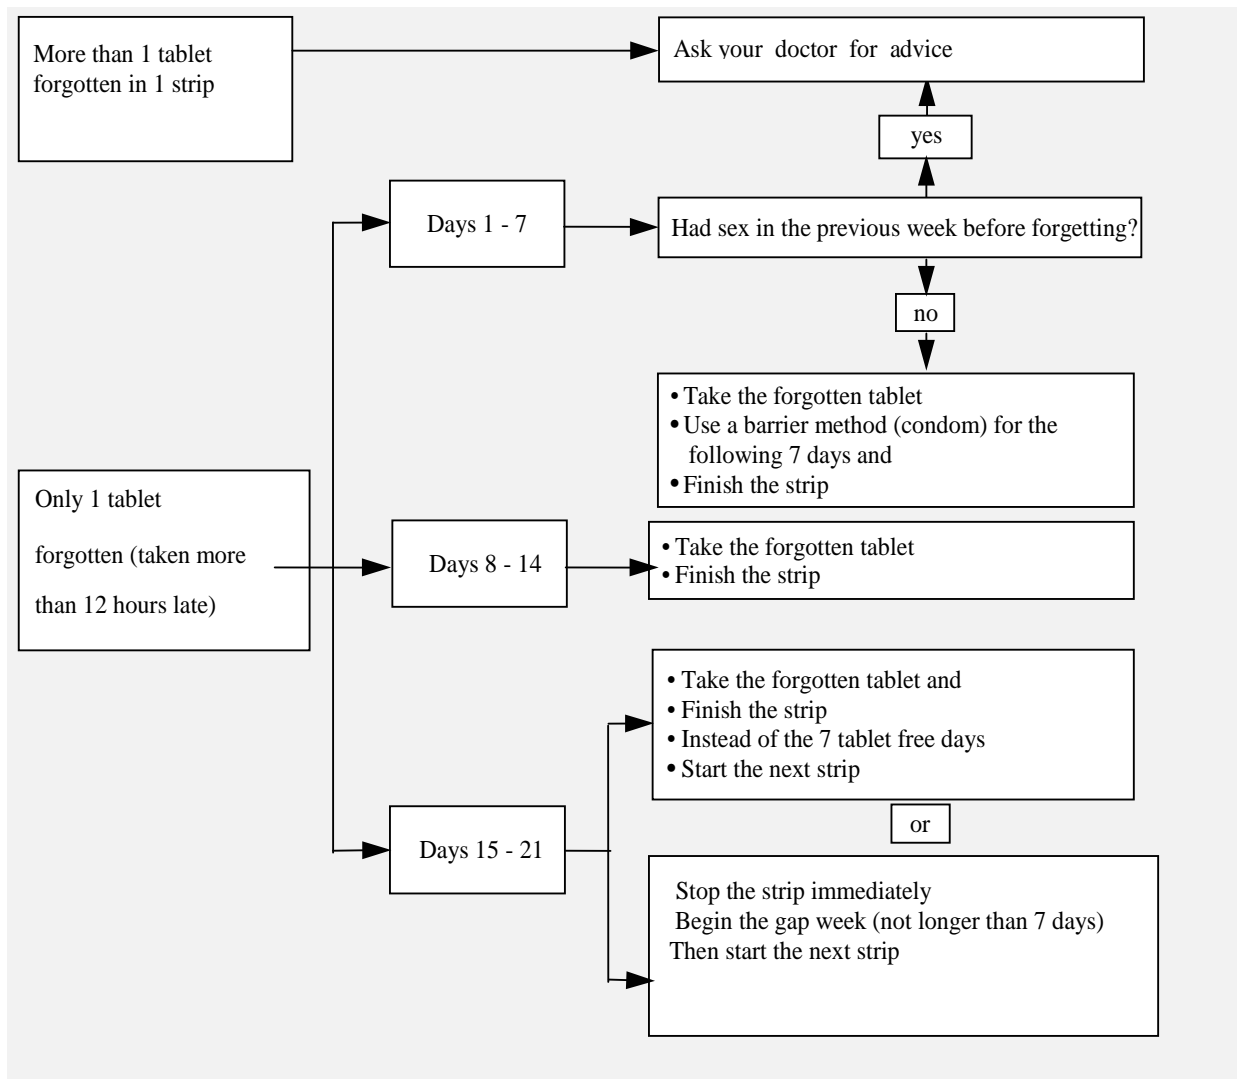 More than 1 tablet
forgotten in 1 strip
Ask your doctor for advice
yes
Days 1 - 7
Had sex in the previous week before forgetting?
no
• Take the forgotten tablet
• Use a barrier method (condom) for the
following 7 days and
• Finish the strip
Only 1 tablet
forgotten (taken more
than 12 hours late)
Days 8 - 14
• Take the forgotten tablet
• Finish the strip
• Take the forgotten tablet and
• Finish the strip
• Instead of the 7 tablet free days
• Start the next strip
or
Days 15 - 21
Stop the strip immediately
Begin the gap week (not longer than 7 days)
Then start the next strip